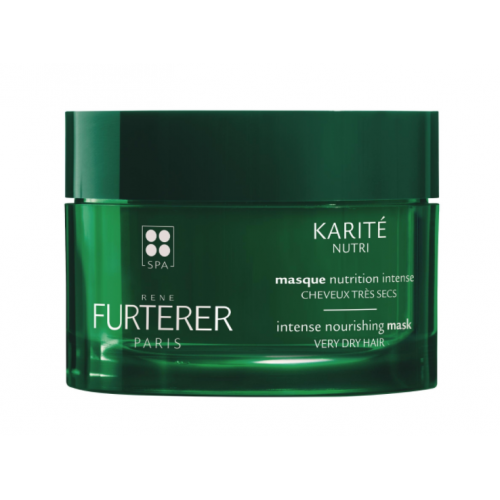 SPA
RENE
FURTERER
PARIS
KARITÉ
NUTRI
masque nutrition intense
CHEVEUX TRÈS SECS
intense nourishing mask
VERY DRY HAIR